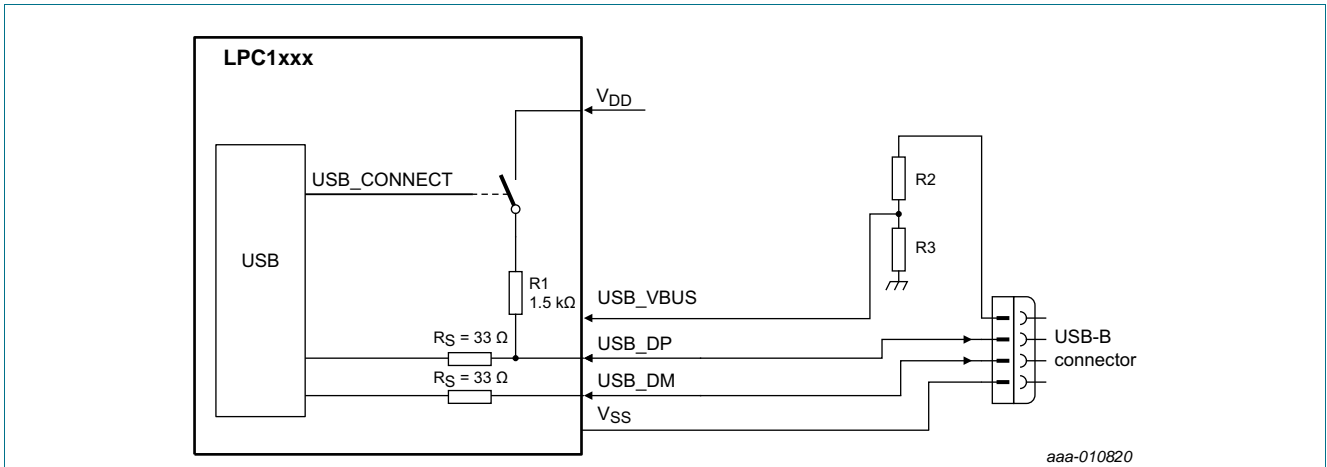 LPC1xxx
VDD
USB_CONNECT
R2
USB
R3
R1
1.5 kΩ
USB_VBUS
RS = 33 Ω
USB_DP
USB-B
connector
RS = 33 Ω
USB_DM
VSS
aaa-010820